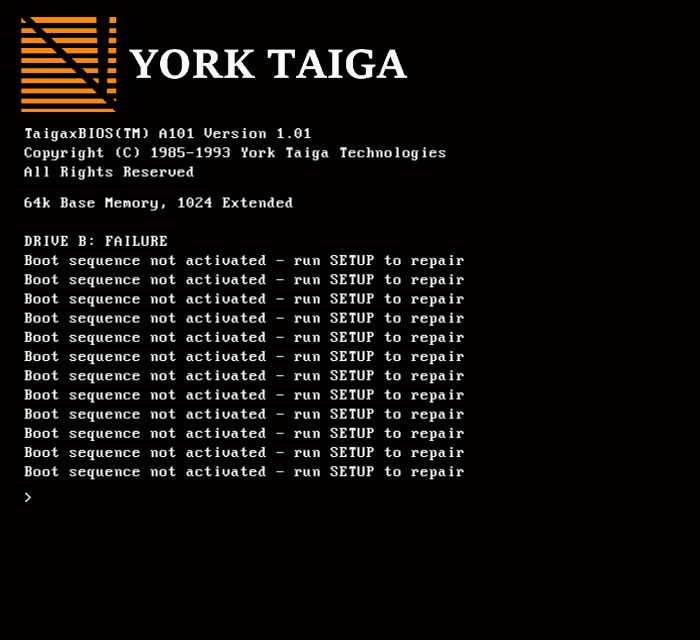 YORK TAIGA
TaigaxBIOS(TM) A101 Version 1.01
Copyright (C) 1985-1993 York Taiga Technologies
All Rights Reserved
64k Base Memory, 1024 Extended
DRIVE B: FAILURE
Boot sequence not activated - run SETUP to repair
Boot sequence not activated - run SETUP to repair
Boot sequence not activated - run SETUP to repair
Boot sequence not activated - run SETUP to repair
Boot sequence not activated - run SETUP to repair
Boot sequence not activated - run SETUP to repair
Boot sequence not activated - run SETUP to repair
Boot sequence not activated - run SETUP to repair
Boot sequence not activated - run SETUP to repair
Boot sequence not activated - run SETUP to repair
Boot sequence not activated - run SETUP to repair
Boot sequence not activated - run SETUP to repair
>